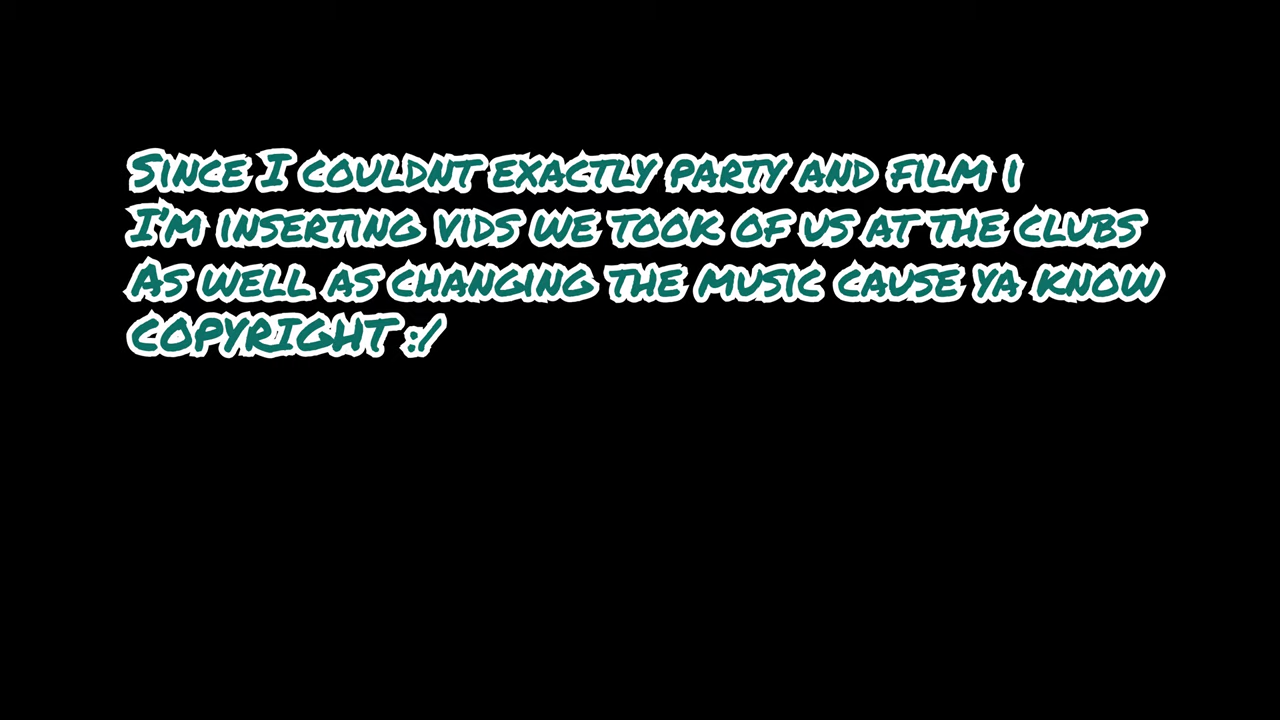 Since I couldnt exactly party and film i
I'm inserting vids we took of us at the clubs
As well as changing the music cause ya know
COPYRIGHT :/